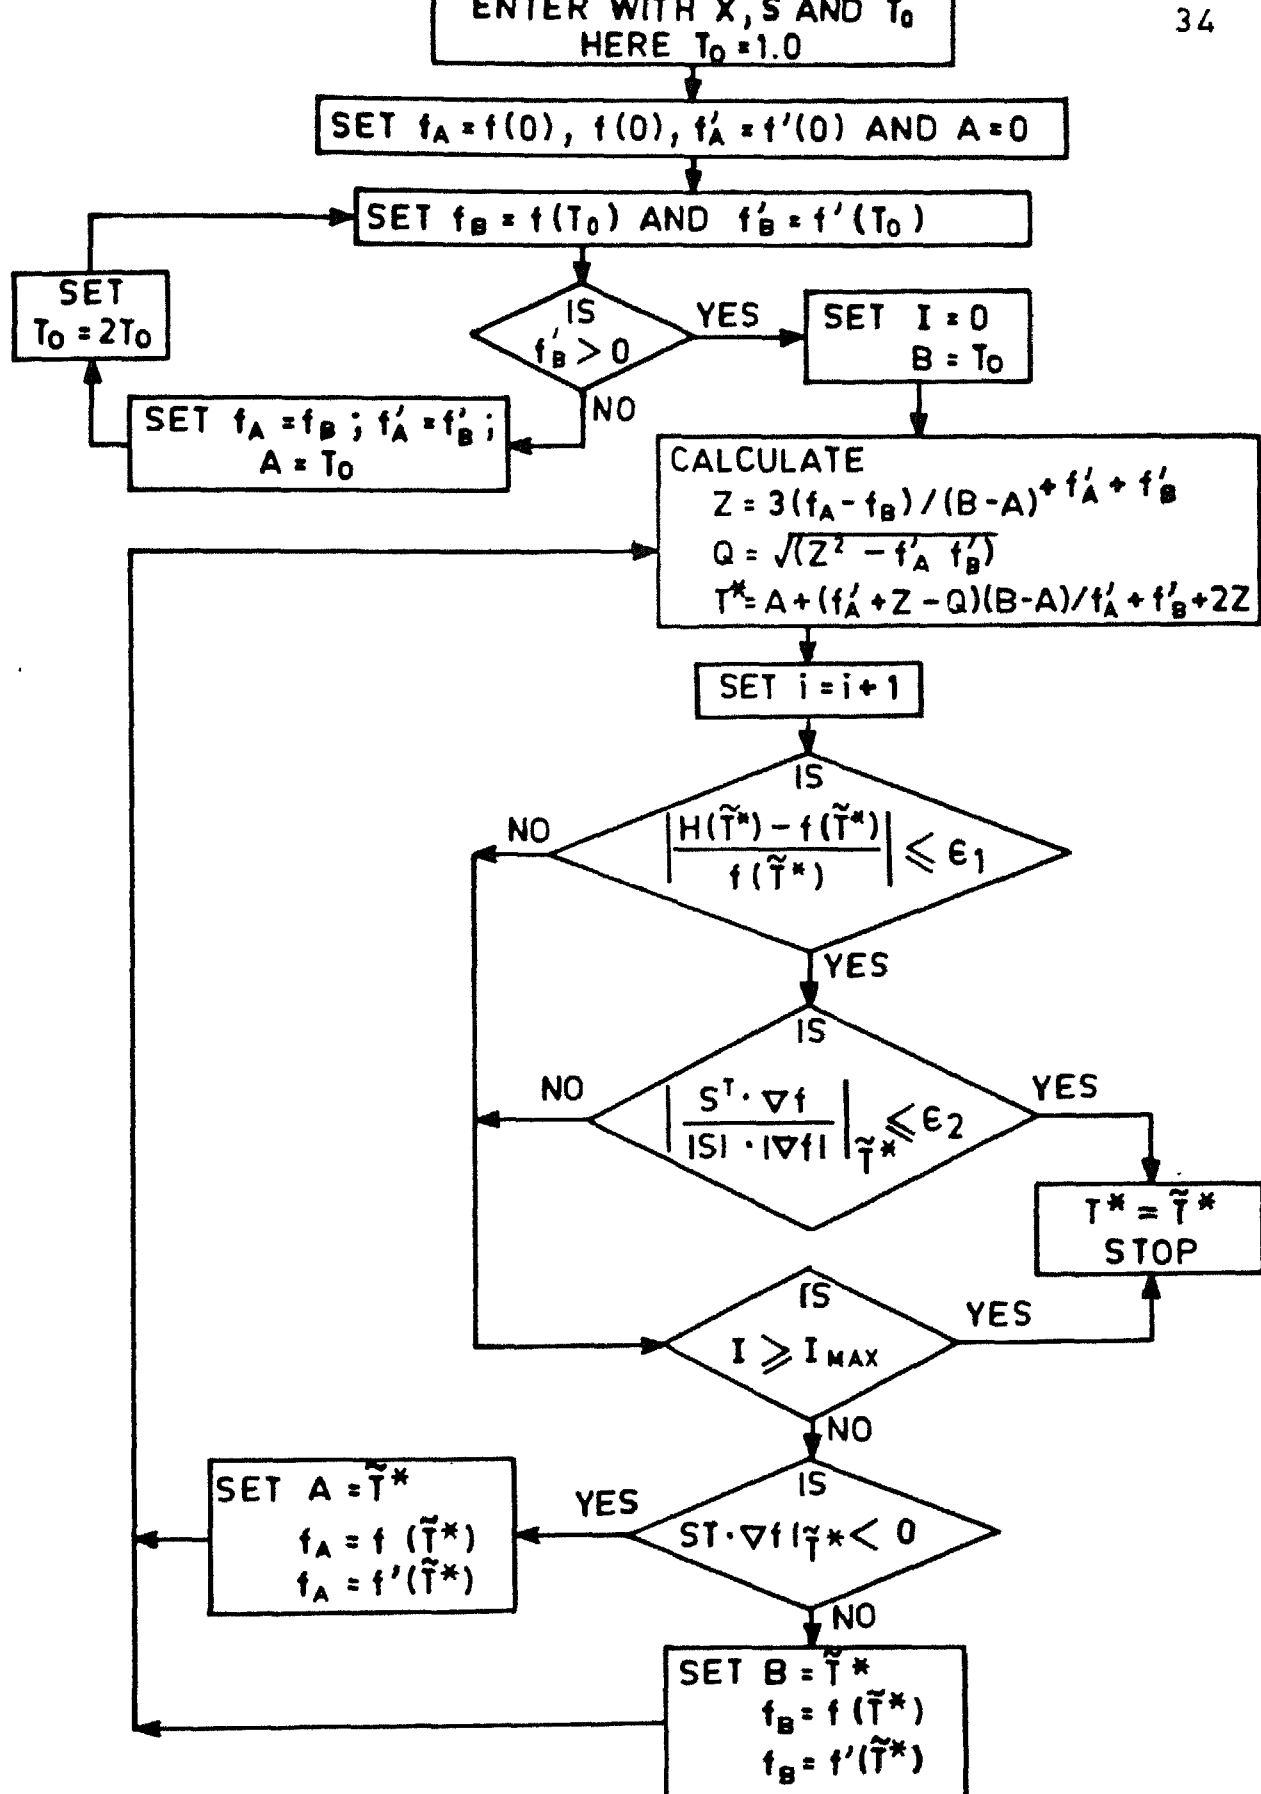 34
ENTER WITH X, S AND T₀
HERE T₀ = 1.0
SET f_A = f(0), f(0), f'_A = f'(0) AND A = 0
SET f_B = f(T₀) AND f'_B = f'(T₀)
SET
T₀ = 2T₀
IS
f'_B > 0
YES
SET I = 0
B = T₀
NO
SET f_A = f_B ; f'_A = f'_B ;
A = T₀
CALCULATE
Z = 3(f_A - f_B) / (B-A) + f'_A + f'_B
Q = √(Z² - f'_A f'_B)
T* = A + (f'_A + Z - Q)(B-A)/f'_A + f'_B + 2Z
SET i = i + 1
IS
NO
|H(T̃*) - f(T̃*) / f(T̃*)| ⩽ ϵ₁
YES
IS
NO
|Sᵀ · ∇f / |S| · |∇f||_T̃* ⩽ ϵ₂
YES
T* = T̃*
STOP
IS
I ⩾ I_MAX
YES
NO
IS
ST · ∇f|_T̃* < 0
YES
SET A = T̃*
f_A = f (T̃*)
f_A = f'(T̃*)
NO
SET B = T̃*
f_B = f (T̃*)
f_B = f'(T̃*)